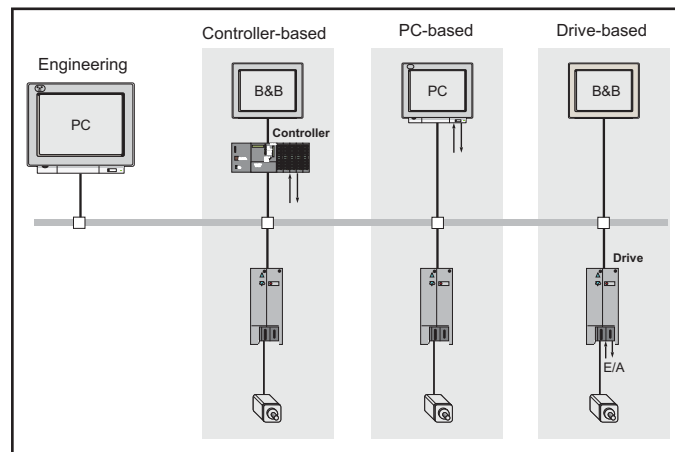 Controller-based
PC-based
Drive-based
Engineering
B&B
PC
B&B
PC
Controller
Drive
E/A